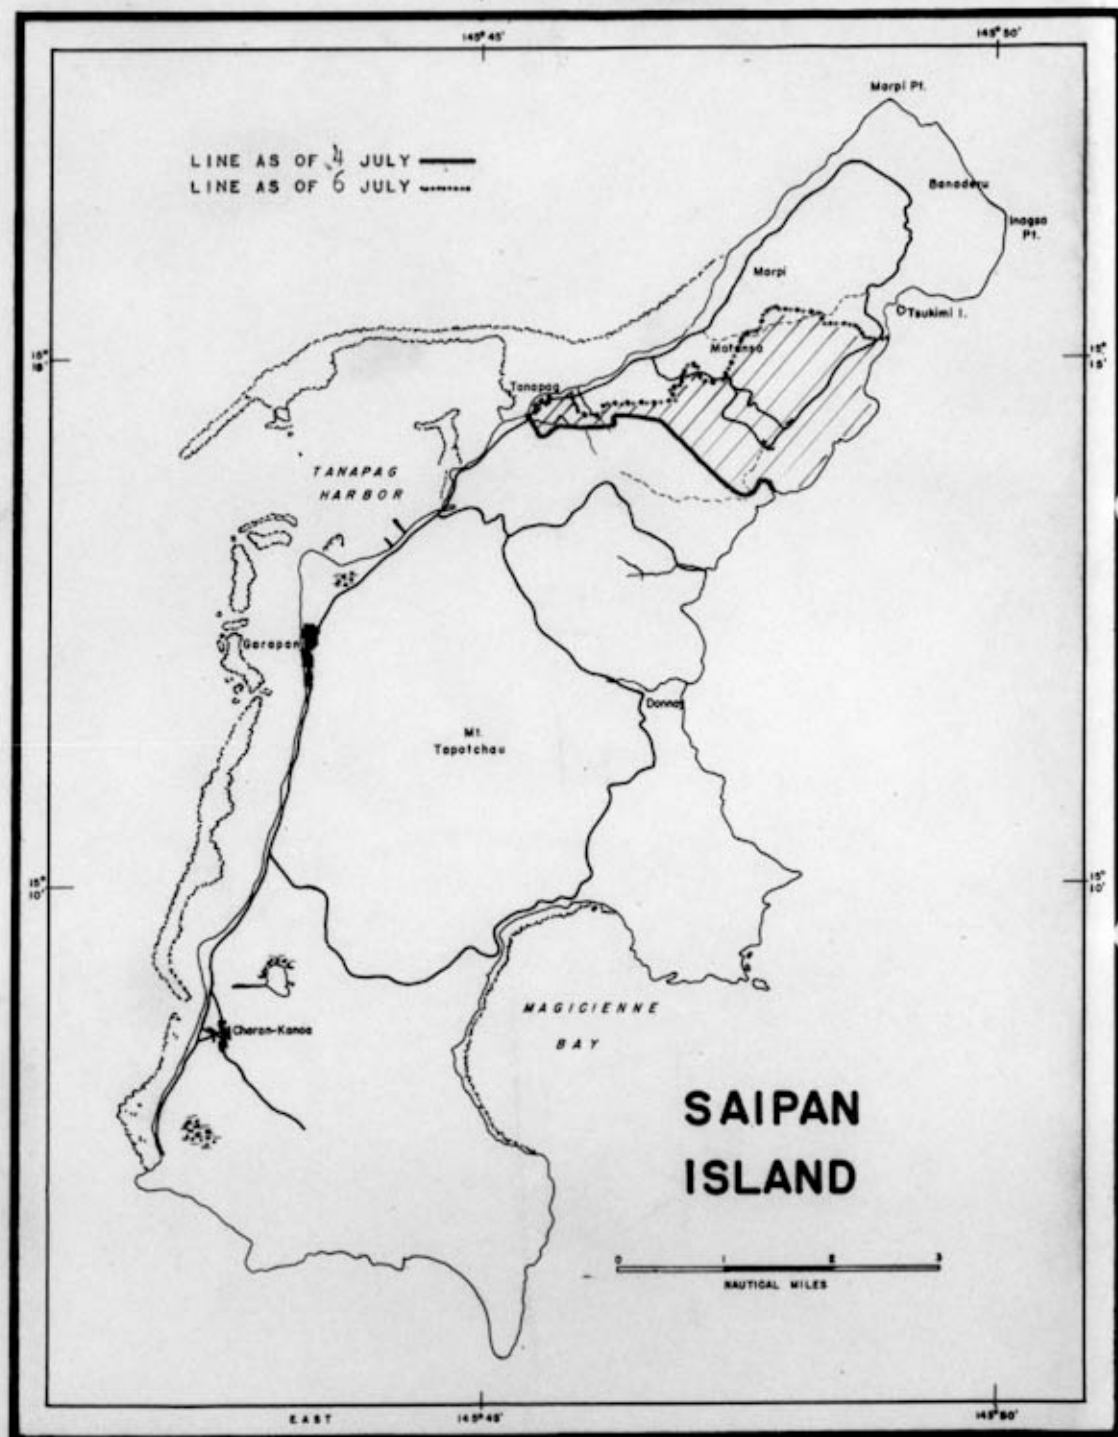 145° 45'
145° 50'
Marpi Pt.
LINE AS OF 4 JULY
LINE AS OF 6 JULY
Banaderu
Inagsa
Pt.
Marpi
Tsukimi I.
Matansa
15°
15'
Tanapag
TANAPAG
HARBOR
Garapan
Donnay
Mt.
Tapotchau
15°
10'
15°
10'
MAGICIENNE
BAY
Charan-Kanoa
SAIPAN
ISLAND
0 1 2 3
NAUTICAL MILES
EAST
145° 45'
145° 50'